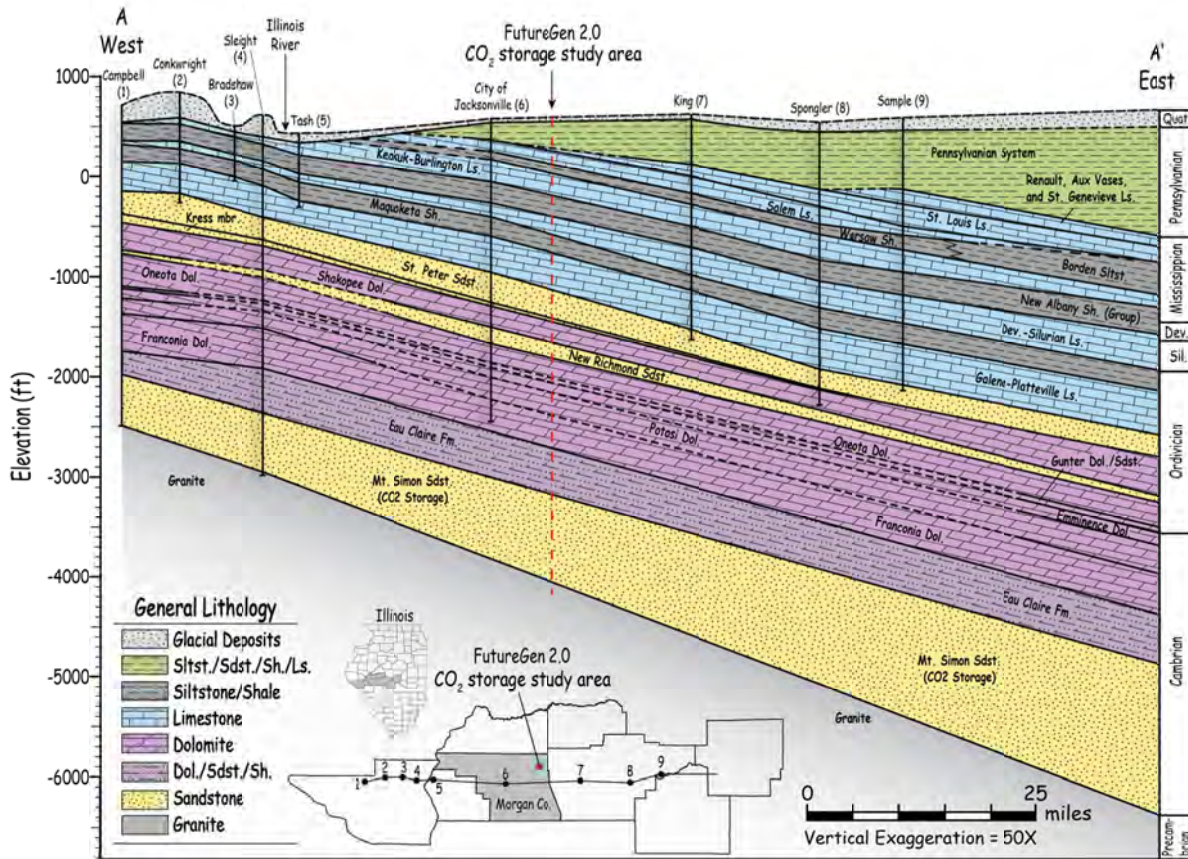 A
West
Campbell
(1)
Conkwright
(2)
Bradshaw
(3)
Sleight
(4)
Illinois
River
Tash (5)
City of
Jacksonville (6)
FutureGen 2.0
CO₂ storage study area
King (7)
Spongler (8)
Sample (9)
A'
East
Elevation (ft)
1000
0
-1000
-2000
-3000
-4000
-5000
-6000
Quat
Pennsylvanian
Mississippian
Dev.
Sil.
Ordivician
Cambrian
Precam-
brian
Pennsylvanian System
Renault, Aux Vases,
and St. Genevieve Ls.
Keokuk-Burlington Ls.
Salem Ls.
St. Louis Ls.
Warsaw Sh.
Borden Sltst.
Maquoketa Sh.
New Albany Sh. (Group)
Dev.-Silurian Ls.
Kress mbr.
St. Peter Sdst.
Galena-Platteville Ls.
Oneota Dol.
Shakopee Dol.
New Richmond Sdst.
Franconia Dol.
Potosi Dol.
Oneota Dol.
Gunter Dol./Sdst.
Emminence Dol
Eau Claire Fm.
Franconia Dol.
Granite
Mt. Simon Sdst.
(CC2 Storage)
Eau Claire Fm.
Mt. Simon Sdst.
(CO2 Storage)
Granite
General Lithology
Glacial Deposits
Sltst./Sdst./Sh./Ls.
Siltstone/Shale
Limestone
Dolomite
Dol./Sdst./Sh.
Sandstone
Granite
Illinois
FutureGen 2.0
CO₂ storage study area
1
2
3
4
5
6
7
8
9
Morgan Co.
0
25
miles
Vertical Exaggeration = 50X